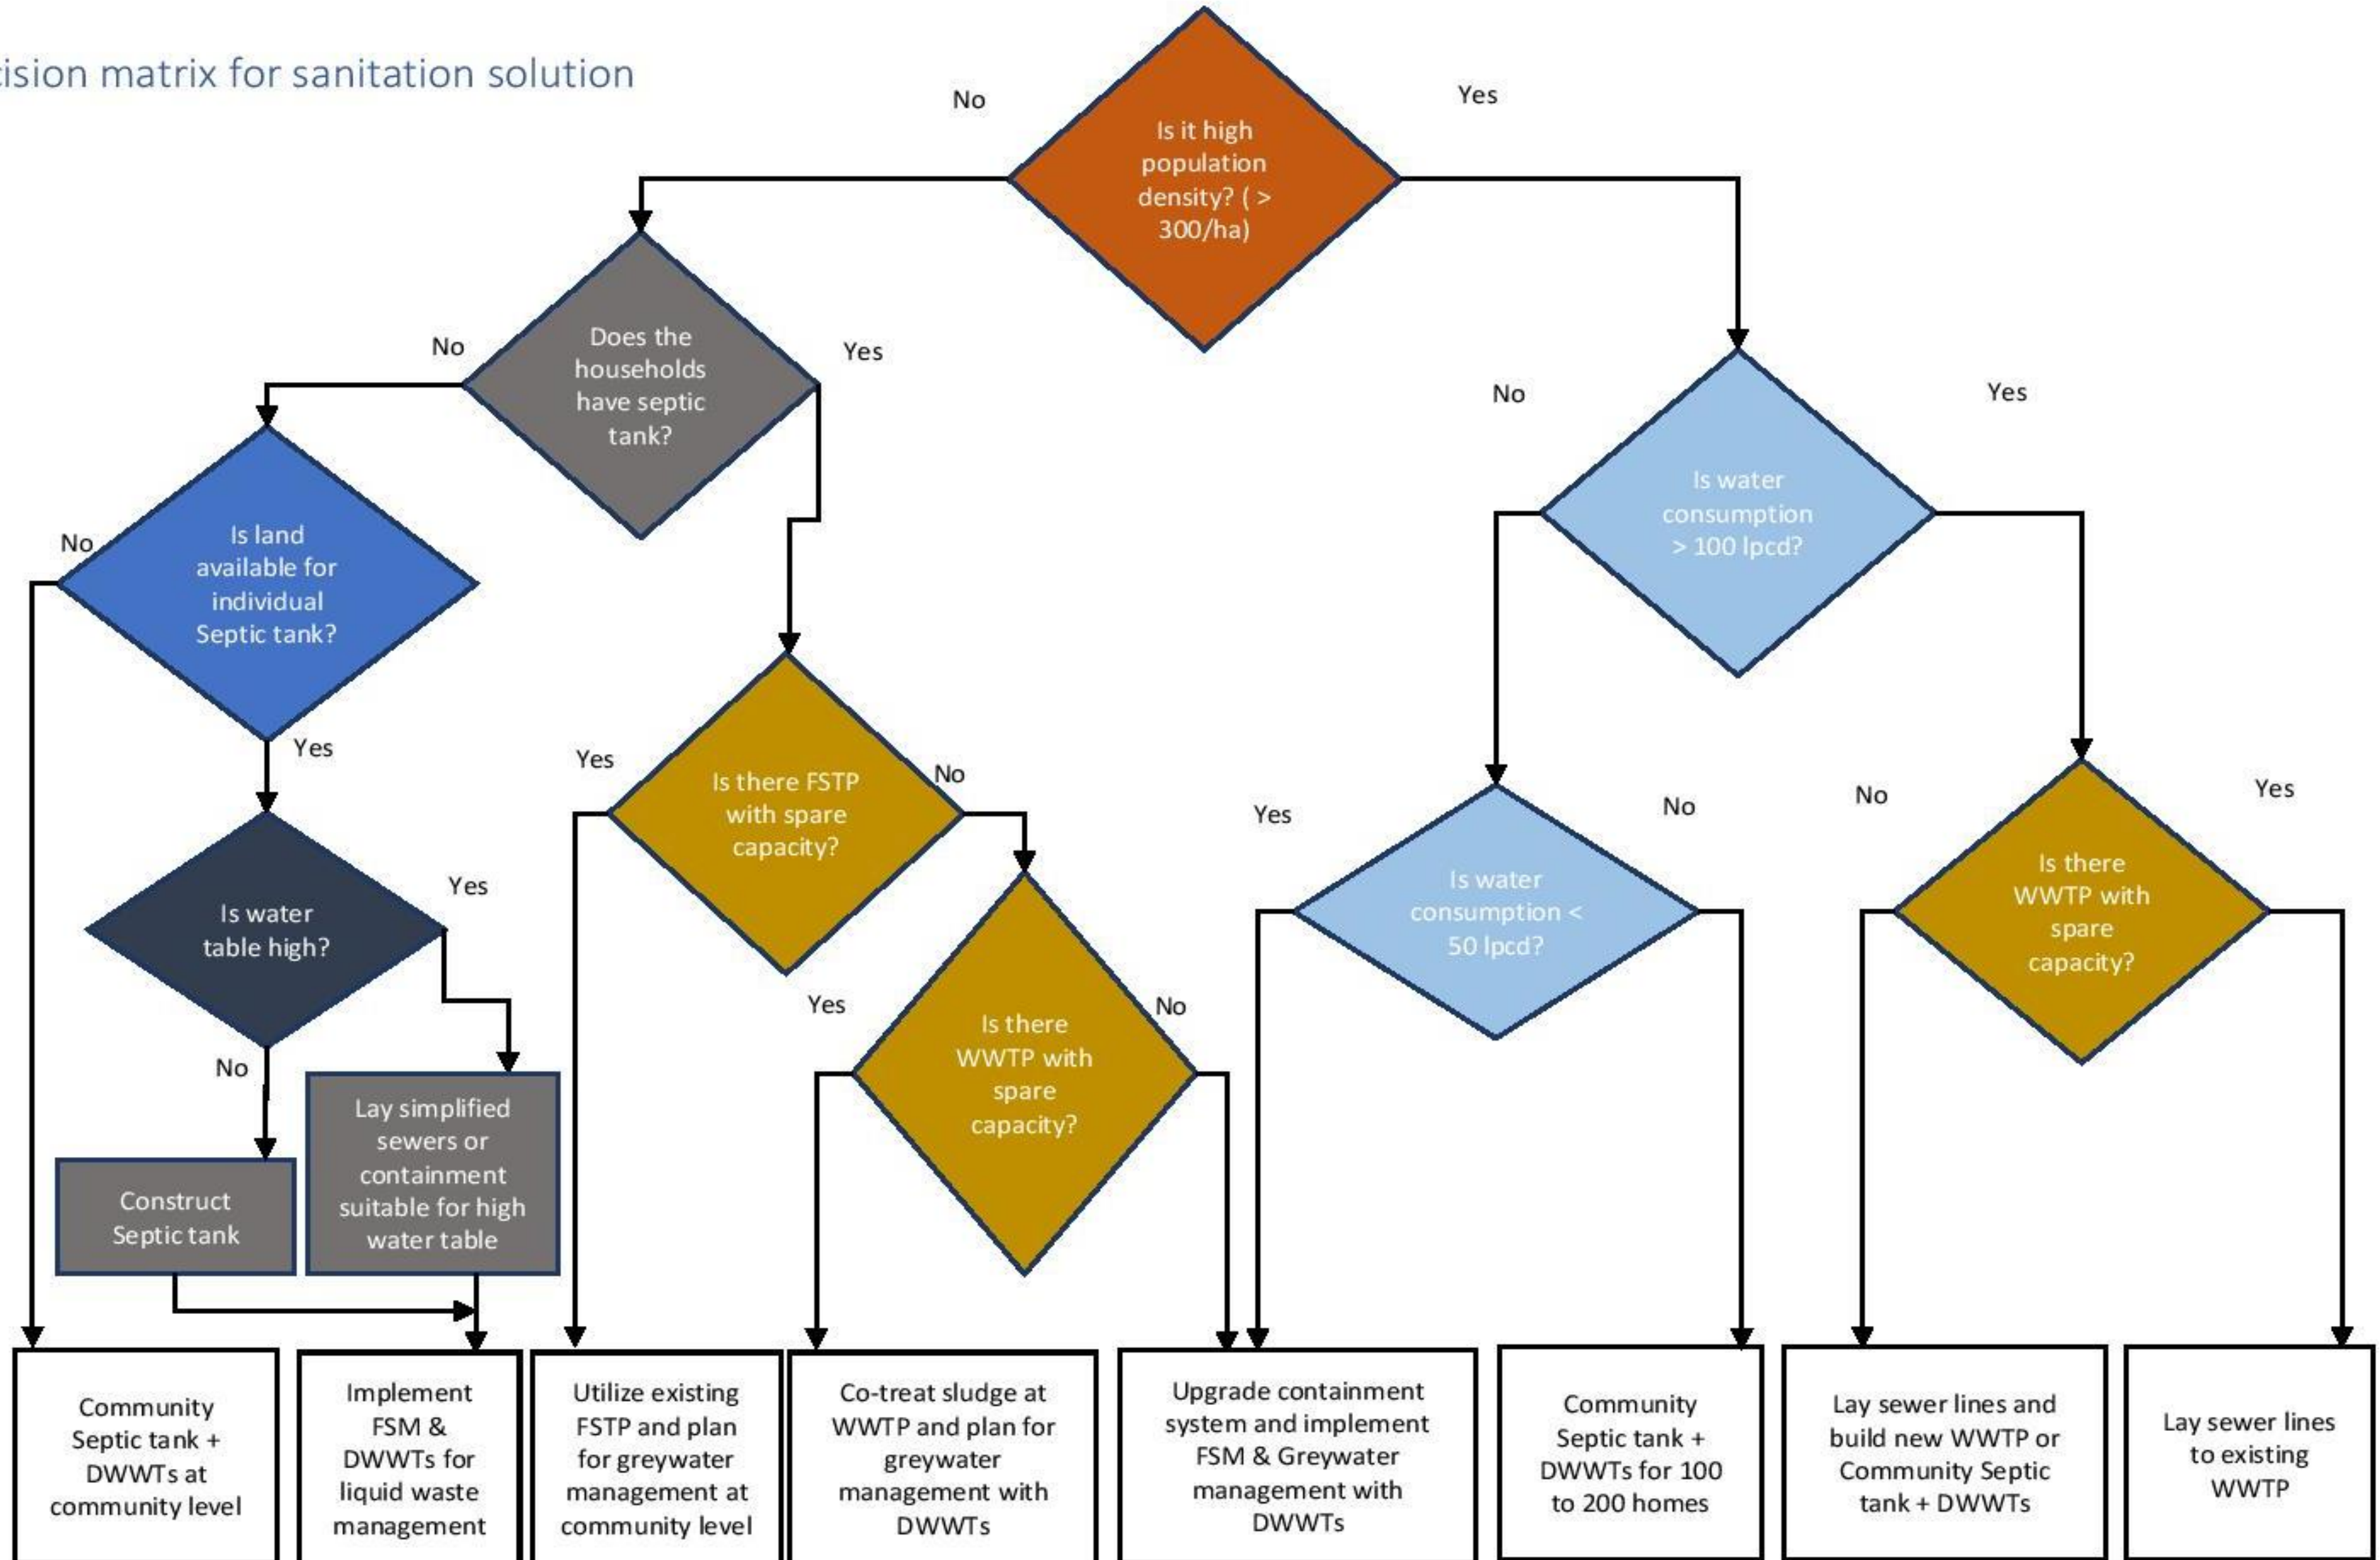 cision matrix for sanitation solution
No
Yes
Is it high
population
density? ( >
300/ha)
No
Does the
households
have septic
tank?
Yes
No
Yes
Is water
consumption
> 100 lpcd?
No
Is land
available for
individual
Septic tank?
Yes
Yes
Is there FSTP
with spare
capacity?
No
Yes
Is water
consumption <
50 lpcd?
No
No
Is there
WWTP with
spare
capacity?
Yes
Is water
table high?
Yes
No
Yes
Is there
WWTP with
spare
capacity?
No
Construct
Septic tank
Lay simplified
sewers or
containment
suitable for high
water table
Community
Septic tank +
DWWTs at
community level
Implement
FSM &
DWWTs for
liquid waste
management
Utilize existing
FSTP and plan
for greywater
management at
community level
Co-treat sludge at
WWTP and plan for
greywater
management with
DWWTs
Upgrade containment
system and implement
FSM & Greywater
management with
DWWTs
Community
Septic tank +
DWWTs for 100
to 200 homes
Lay sewer lines and
build new WWTP or
Community Septic
tank + DWWTs
Lay sewer lines
to existing
WWTP